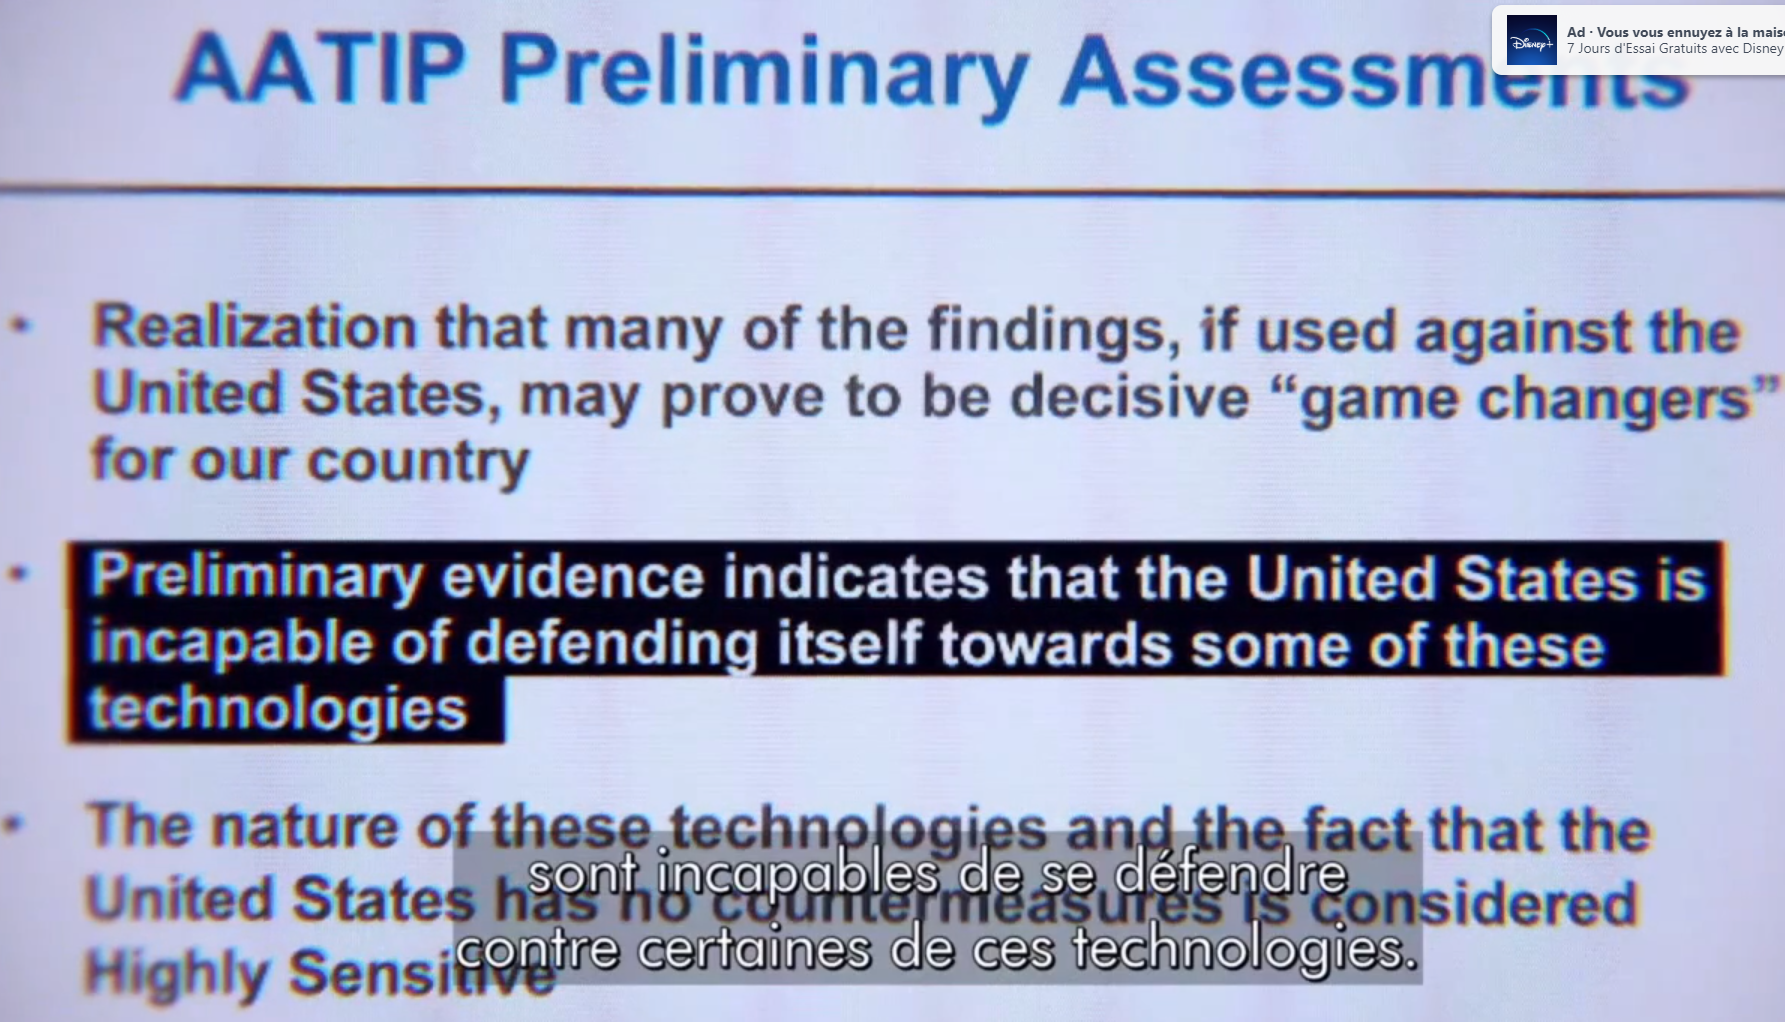 AATIP Preliminary Assessments
Disney+
Ad · Vous vous ennuyez à la mais
7 Jours d'Essai Gratuits avec Disney
• Realization that many of the findings, if used against the
United States, may prove to be decisive “game changers”
for our country
• Preliminary evidence indicates that the United States is
incapable of defending itself towards some of these
technologies
• The nature of these technologies and the fact that the
United States has no countermeasures is considered
Highly Sensitive
sont incapables de se défendre
contre certaines de ces technologies.